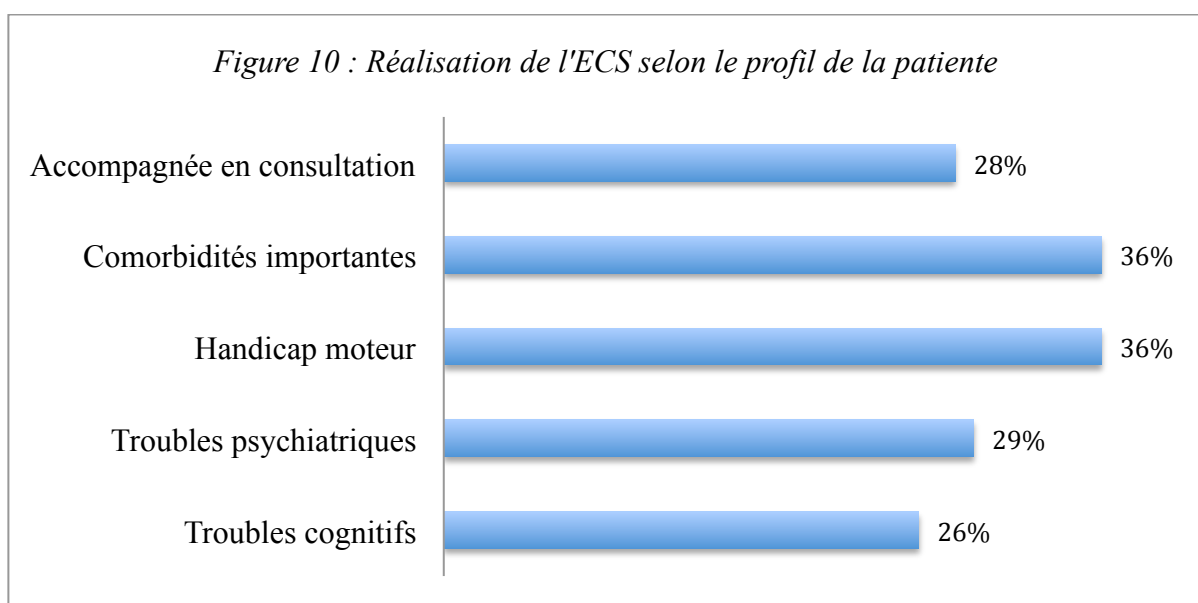 Figure 10 : Réalisation de l'ECS selon le profil de la patiente
Accompagnée en consultation 28%
Comorbidités importantes 36%
Handicap moteur 36%
Troubles psychiatriques 29%
Troubles cognitifs 26%